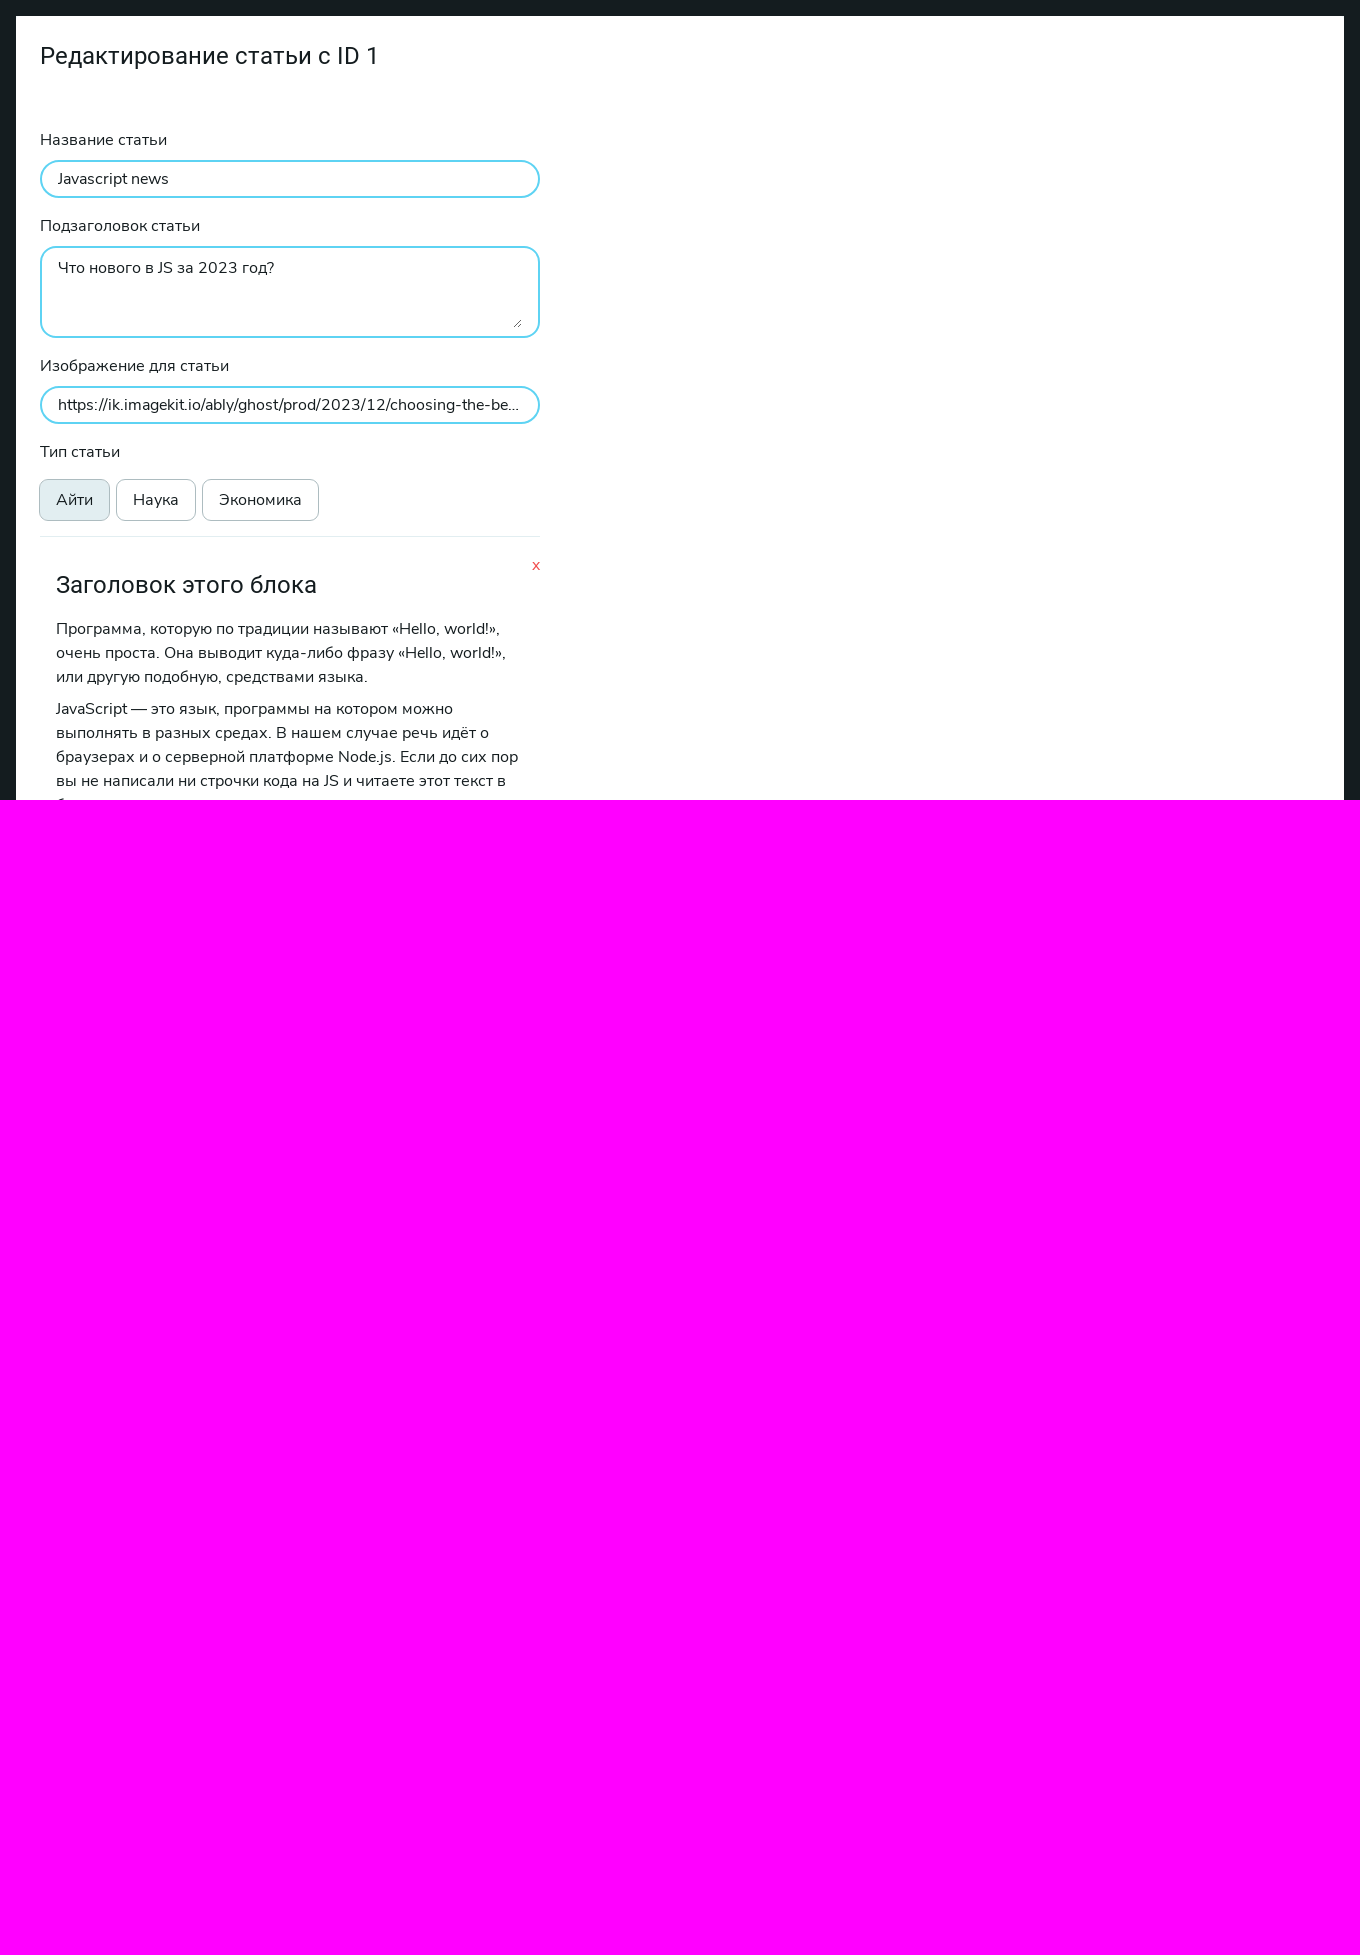 Редактирование статьи с ID 1
Название статьи
Javascript news
Подзаголовок статьи
Что нового в JS за 2023 год?
Изображение для статьи
https://ik.imagekit.io/ably/ghost/prod/2023/12/choosing-the-be...
Тип статьи
Айти Наука Экономика
x
Заголовок этого блока
Программа, которую по традиции называют «Hello, world!»,
очень проста. Она выводит куда-либо фразу «Hello, world!»,
или другую подобную, средствами языка.
JavaScript — это язык, программы на котором можно
выполнять в разных средах. В нашем случае речь идёт о
браузерах и о серверной платформе Node.js. Если до сих пор
вы не написали ни строчки кода на JS и читаете этот текст в